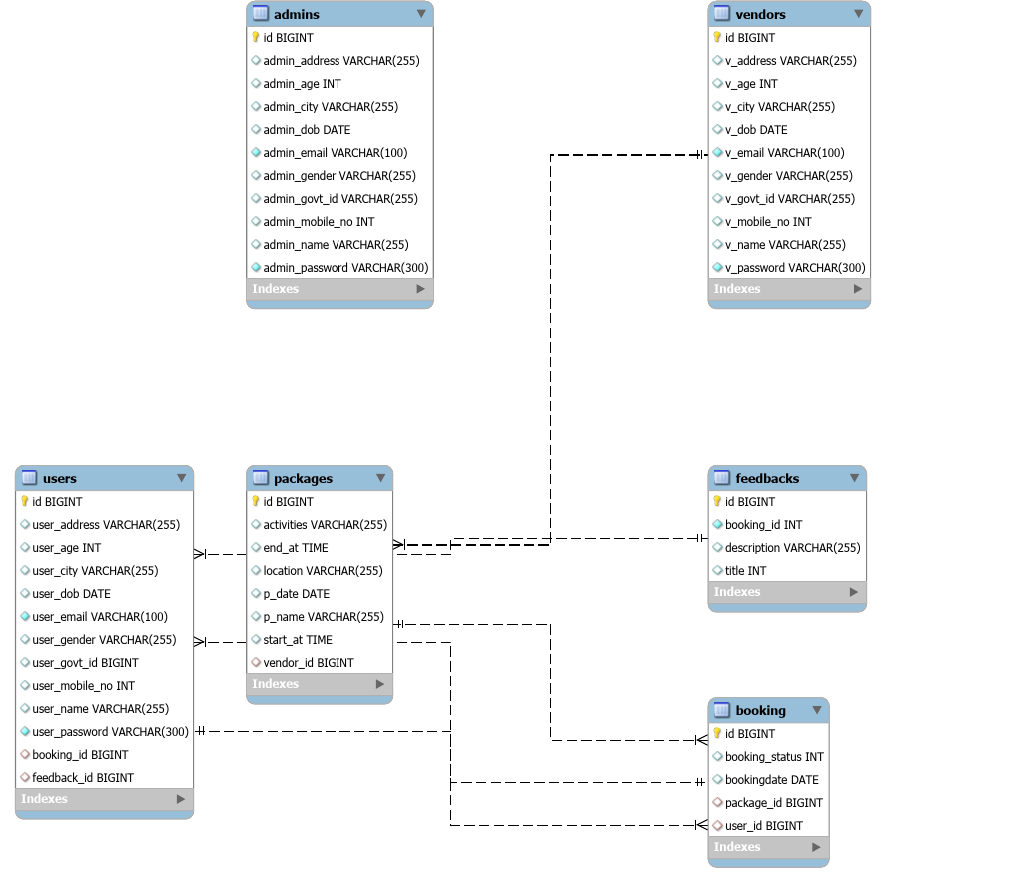 admins
id BIGINT
admin_address VARCHAR(255)
admin_age INT
admin_city VARCHAR(255)
admin_dob DATE
admin_email VARCHAR(100)
admin_gender VARCHAR(255)
admin_govt_id VARCHAR(255)
admin_mobile_no INT
admin_name VARCHAR(255)
admin_password VARCHAR(300)
Indexes
vendors
id BIGINT
v_address VARCHAR(255)
v_age INT
v_city VARCHAR(255)
v_dob DATE
v_email VARCHAR(100)
v_gender VARCHAR(255)
v_govt_id VARCHAR(255)
v_mobile_no INT
v_name VARCHAR(255)
v_password VARCHAR(300)
Indexes
users
id BIGINT
user_address VARCHAR(255)
user_age INT
user_city VARCHAR(255)
user_dob DATE
user_email VARCHAR(100)
user_gender VARCHAR(255)
user_govt_id BIGINT
user_mobile_no INT
user_name VARCHAR(255)
user_password VARCHAR(300)
booking_id BIGINT
feedback_id BIGINT
Indexes
packages
id BIGINT
activities VARCHAR(255)
end_at TIME
location VARCHAR(255)
p_date DATE
p_name VARCHAR(255)
start_at TIME
vendor_id BIGINT
Indexes
feedbacks
id BIGINT
booking_id INT
description VARCHAR(255)
title INT
Indexes
booking
id BIGINT
booking_status INT
bookingdate DATE
package_id BIGINT
user_id BIGINT
Indexes